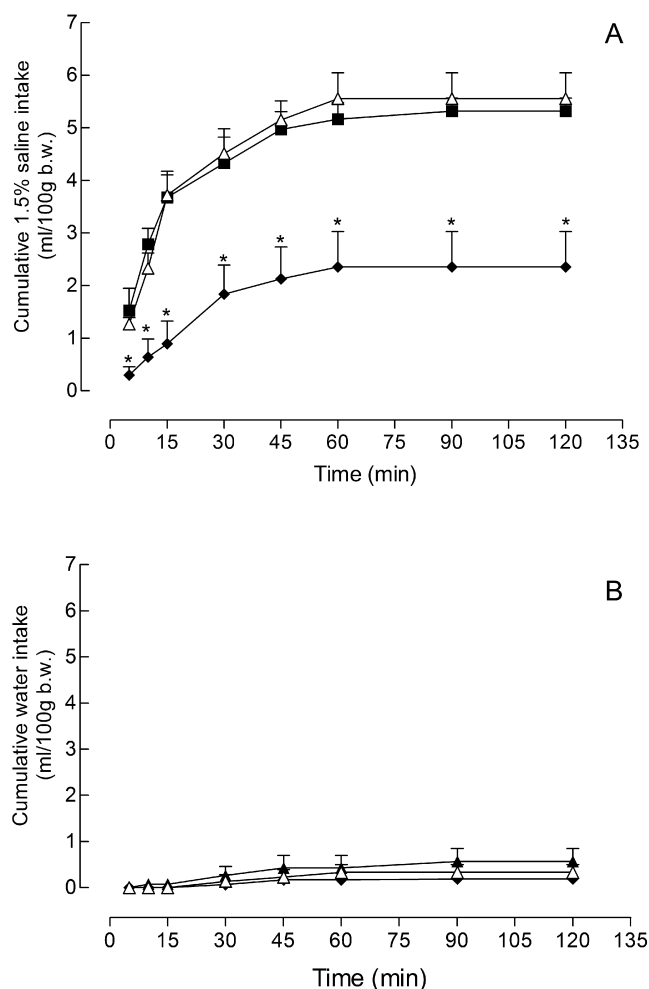 A
Cumulative 1.5% saline intake
(ml/100g b.w.)
7
6
5
4
3
2
1
0
* * * * * * * *
0 15 30 45 60 75 90 105 120 135
Time (min)
B
Cumulative water intake
(ml/100g b.w.)
7
6
5
4
3
2
1
0
0 15 30 45 60 75 90 105 120 135
Time (min)